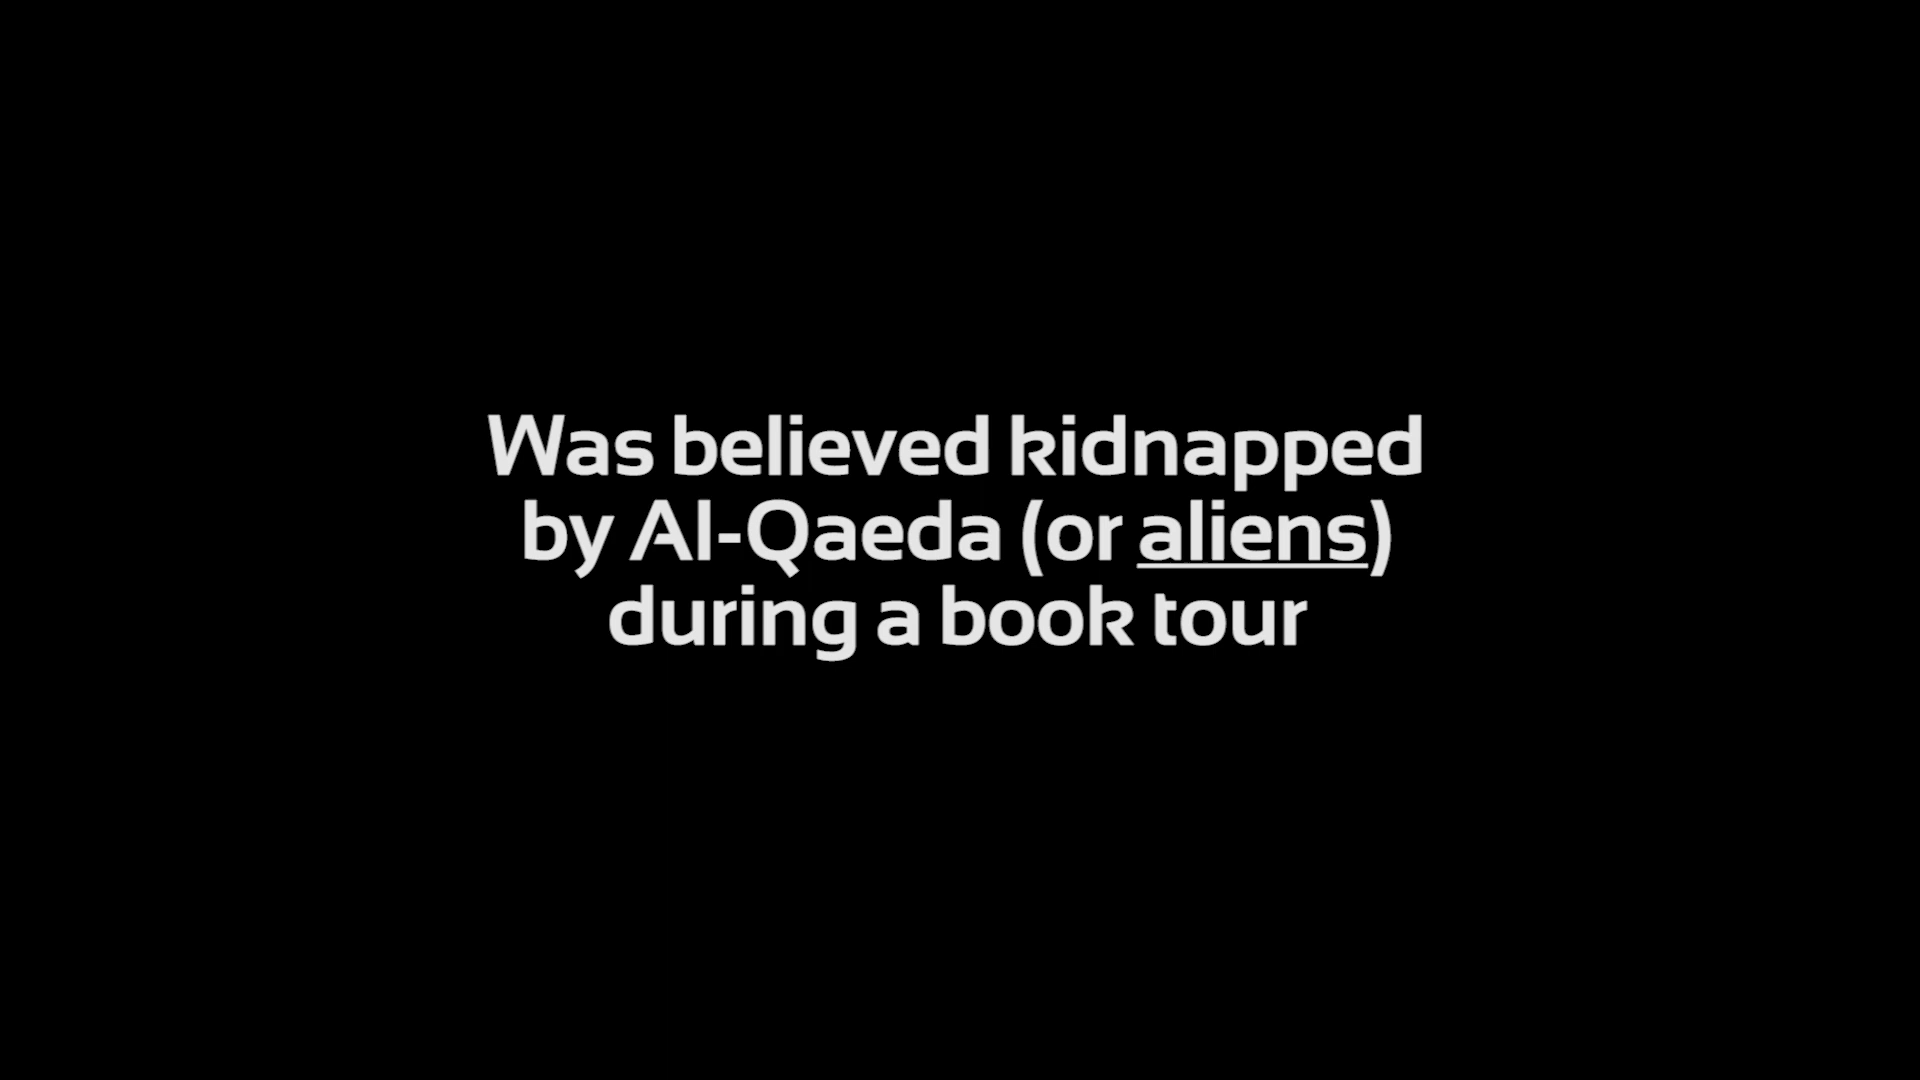 Was believed kidnapped
by Al-Qaeda (or aliens)
during a book tour